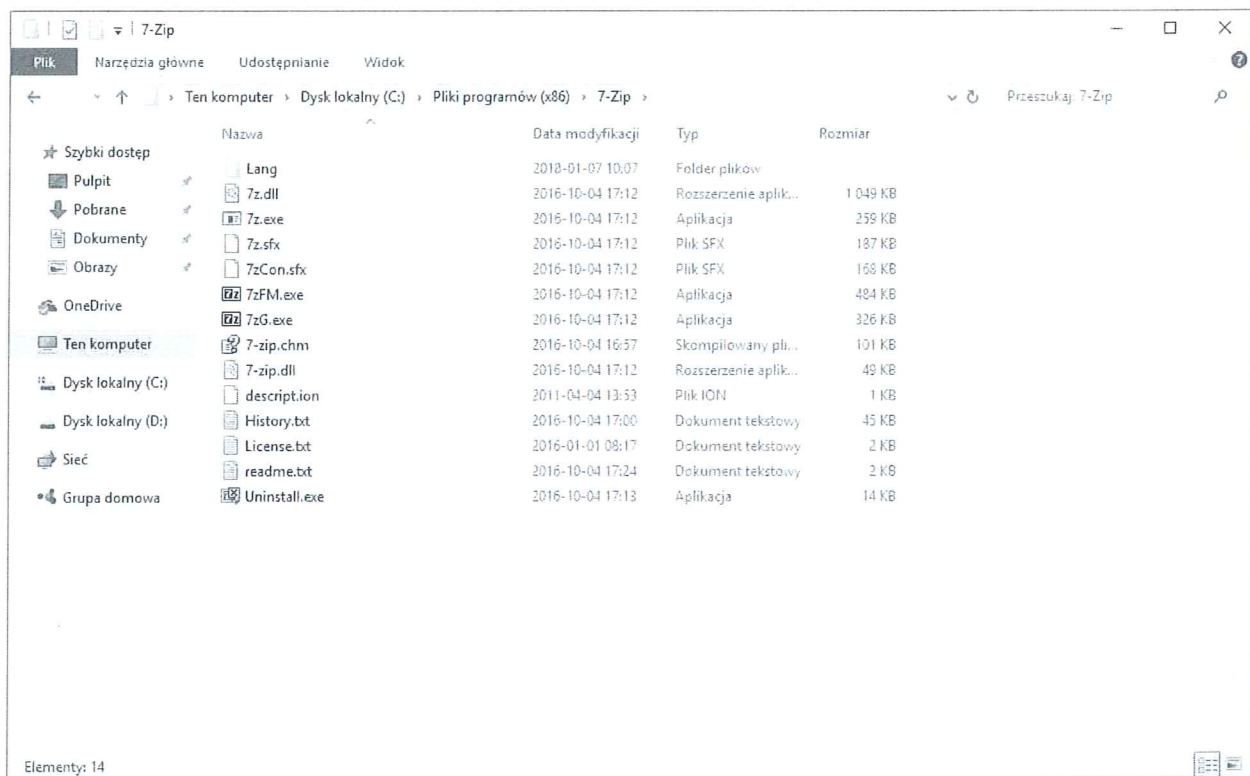 7-Zip
Plik Narzędzia główne Udostępnianie Widok
Ten komputer › Dysk lokalny (C:) › Pliki programów (x86) › 7-Zip ›
Przeszukaj: 7-Zip
Szybki dostęp
Pulpit
Pobrane
Dokumenty
Obrazy
OneDrive
Ten komputer
Dysk lokalny (C:)
Dysk lokalny (D:)
Sieć
Grupa domowa
Nazwa Data modyfikacji Typ Rozmiar
Lang 2018-01-07 10:07 Folder plików
7z.dll 2016-10-04 17:12 Rozszerzenie aplik... 1 049 KB
7z.exe 2016-10-04 17:12 Aplikacja 259 KB
7z.sfx 2016-10-04 17:12 Plik SFX 187 KB
7zCon.sfx 2016-10-04 17:12 Plik SFX 168 KB
7zFM.exe 2016-10-04 17:12 Aplikacja 484 KB
7zG.exe 2016-10-04 17:12 Aplikacja 326 KB
7-zip.chm 2016-10-04 16:57 Skompilowany pli... 101 KB
7-zip.dll 2016-10-04 17:12 Rozszerzenie aplik... 49 KB
descript.ion 2011-04-04 13:53 Plik ION 1 KB
History.txt 2016-10-04 17:00 Dokument tekstowy 45 KB
License.txt 2016-01-01 08:17 Dokument tekstowy 2 KB
readme.txt 2016-10-04 17:24 Dokument tekstowy 2 KB
Uninstall.exe 2016-10-04 17:13 Aplikacja 14 KB
Elementy: 14